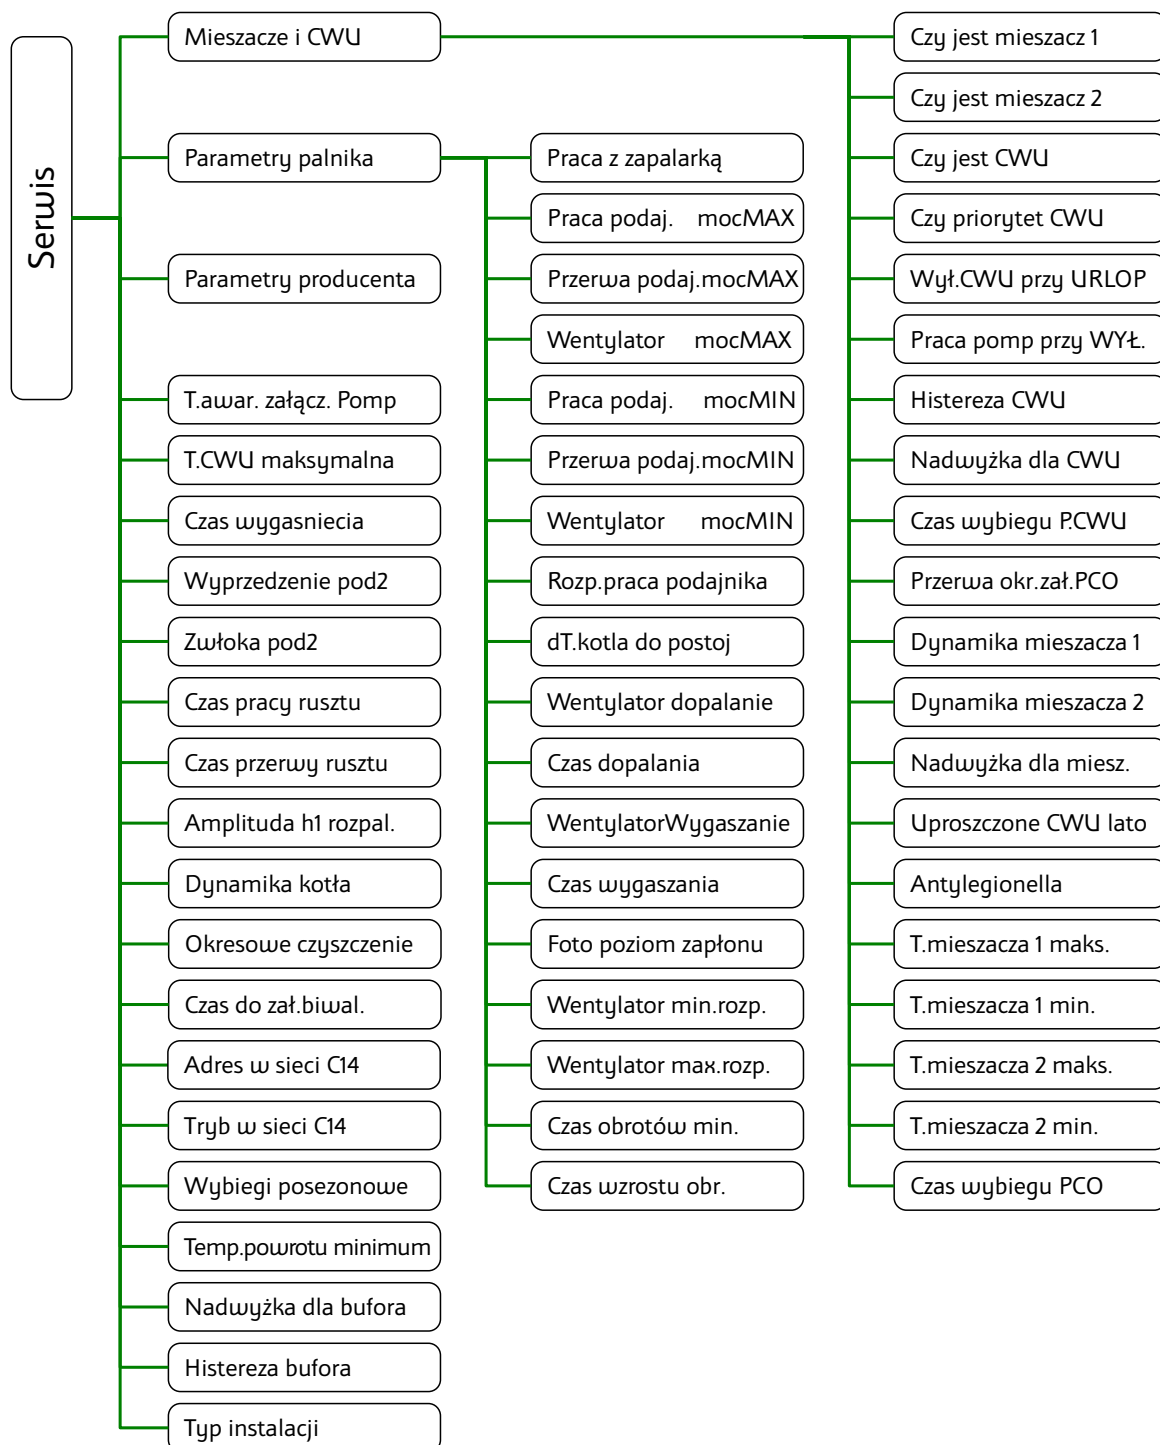 Serwis
Mieszacze i CWU
Parametry palnika
Parametry producenta
T.awar. załącz. Pomp
T.CWU maksymalna
Czas wygasniecia
Wyprzedzenie pod2
Zwłoka pod2
Czas pracy rusztu
Czas przerwy rusztu
Amplituda h1 rozpal.
Dynamika kotła
Okresowe czyszczenie
Czas do zał.biwal.
Adres w sieci C14
Tryb w sieci C14
Wybiegi posezonowe
Temp.powrotu minimum
Nadwyżka dla bufora
Histereza bufora
Typ instalacji
Praca z zapalarką
Praca podaj. mocMAX
Przerwa podaj.mocMAX
Wentylator mocMAX
Praca podaj. mocMIN
Przerwa podaj.mocMIN
Wentylator mocMIN
Rozp.praca podajnika
dT.kotla do postoj
Wentylator dopalanie
Czas dopalania
WentylatorWygaszanie
Czas wygaszania
Foto poziom zapłonu
Wentylator min.rozp.
Wentylator max.rozp.
Czas obrotów min.
Czas wzrostu obr.
Czy jest mieszacz 1
Czy jest mieszacz 2
Czy jest CWU
Czy priorytet CWU
Wył.CWU przy URLOP
Praca pomp przy WYŁ.
Histereza CWU
Nadwyżka dla CWU
Czas wybiegu P.CWU
Przerwa okr.zał.PCO
Dynamika mieszacza 1
Dynamika mieszacza 2
Nadwyżka dla miesz.
Uproszczone CWU lato
Antylegionella
T.mieszacza 1 maks.
T.mieszacza 1 min.
T.mieszacza 2 maks.
T.mieszacza 2 min.
Czas wybiegu PCO